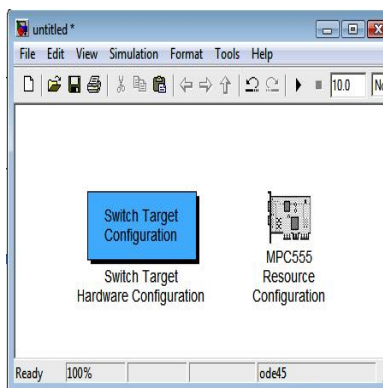 untitled *
File Edit View Simulation Format Tools Help
10.0 No
Switch Target
Configuration
Switch Target
Hardware Configuration
MPC555
Resource
Configuration
Ready 100% ode45